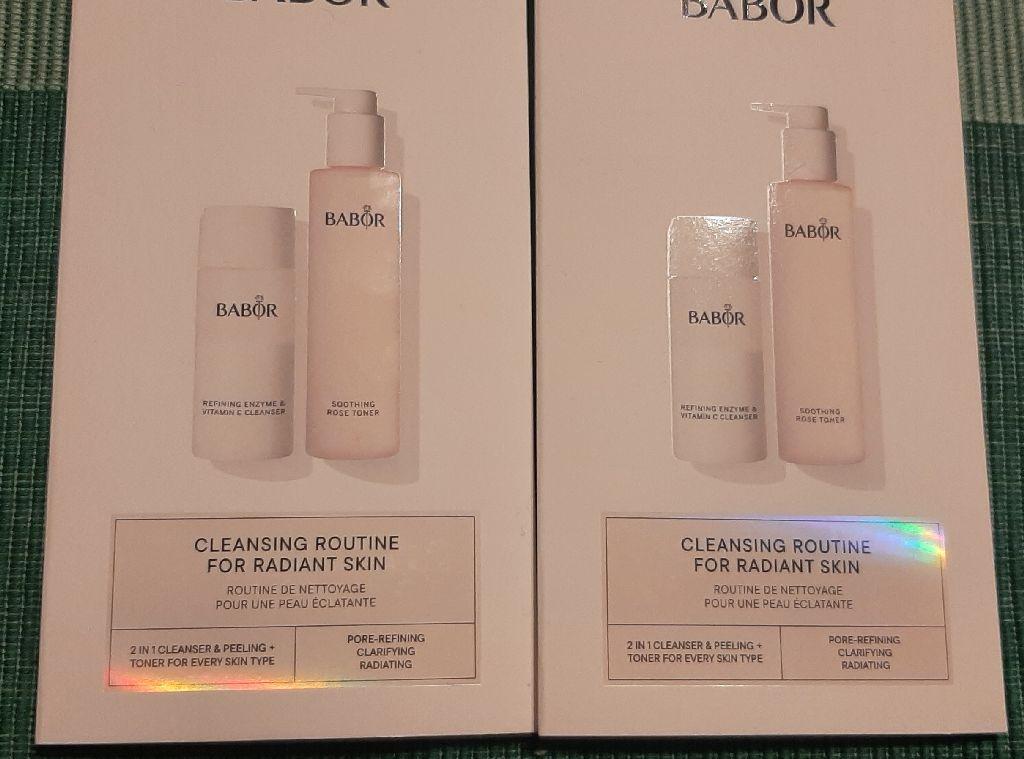 BABOR
BABOR
BABOR
REFINING ENZYME &
VITAMIN C CLEANSER
SOOTHING
ROSE TONER
CLEANSING ROUTINE
FOR RADIANT SKIN
ROUTINE DE NETTOYAGE
POUR UNE PEAU ÉCLATANTE
2 IN 1 CLEANSER & PEELING +
TONER FOR EVERY SKIN TYPE
PORE-REFINING
CLARIFYING
RADIATING
BABOR
BABOR
BABOR
REFINING ENZYME &
VITAMIN C CLEANSER
SOOTHING
ROSE TONER
CLEANSING ROUTINE
FOR RADIANT SKIN
ROUTINE DE NETTOYAGE
POUR UNE PEAU ÉCLATANTE
2 IN 1 CLEANSER & PEELING +
TONER FOR EVERY SKIN TYPE
PORE-REFINING
CLARIFYING
RADIATING